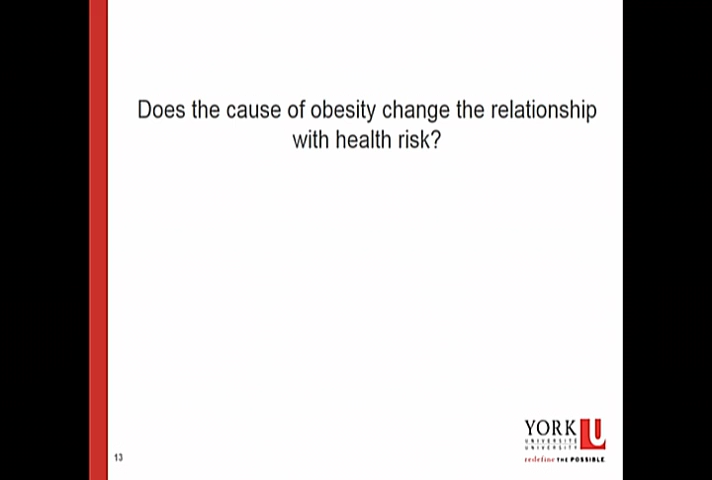 Does the cause of obesity change the relationship
with health risk?
YORK U
UNIVERSITÉ
UNIVERSITY
redefine THE POSSIBLE.
13